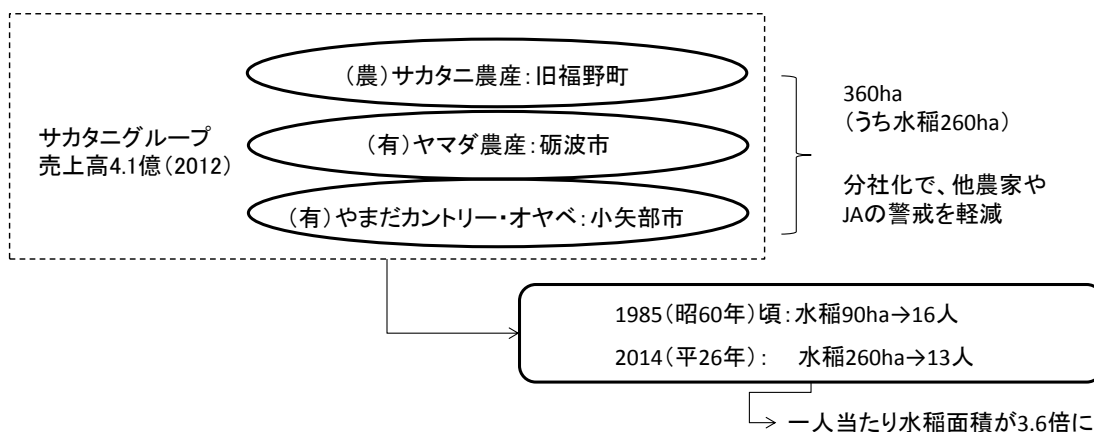 サカタニグループ
売上高4.1億(2012)
(農)サカタニ農産:旧福野町
(有)ヤマダ農産:砺波市
(有)やまだカントリー・オヤベ:小矢部市
360ha
(うち水稲260ha)
分社化で、他農家や
JAの警戒を軽減
1985(昭60年)頃:水稲90ha→16人
2014(平26年): 水稲260ha→13人
一人当たり水稲面積が3.6倍に